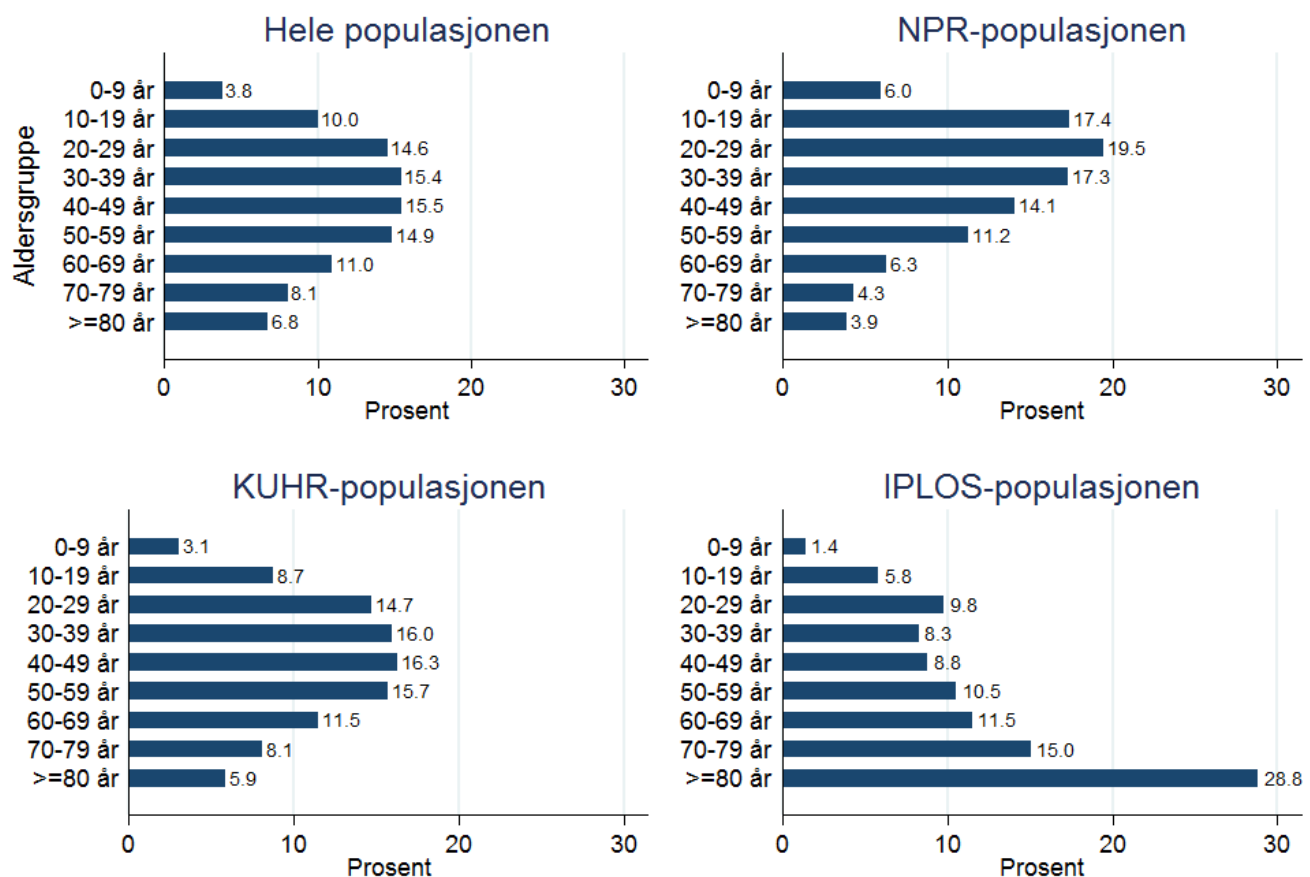 Hele populasjonen
Aldersgruppe
0-9 år 3.8
10-19 år 10.0
20-29 år 14.6
30-39 år 15.4
40-49 år 15.5
50-59 år 14.9
60-69 år 11.0
70-79 år 8.1
>=80 år 6.8
0 10 20 30
Prosent
NPR-populasjonen
0-9 år 6.0
10-19 år 17.4
20-29 år 19.5
30-39 år 17.3
40-49 år 14.1
50-59 år 11.2
60-69 år 6.3
70-79 år 4.3
>=80 år 3.9
0 10 20 30
Prosent
KUHR-populasjonen
0-9 år 3.1
10-19 år 8.7
20-29 år 14.7
30-39 år 16.0
40-49 år 16.3
50-59 år 15.7
60-69 år 11.5
70-79 år 8.1
>=80 år 5.9
0 10 20 30
Prosent
IPLOS-populasjonen
0-9 år 1.4
10-19 år 5.8
20-29 år 9.8
30-39 år 8.3
40-49 år 8.8
50-59 år 10.5
60-69 år 11.5
70-79 år 15.0
>=80 år 28.8
0 10 20 30
Prosent